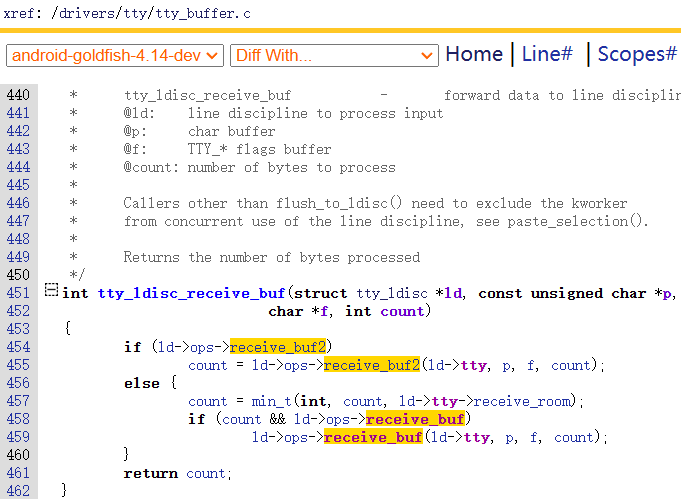 xref: /drivers/tty/tty_buffer.c
android-goldfish-4.14-dev Diff With... Home | Line# | Scopes#
440 * tty_ldisc_receive_buf - forward data to line disciplin
441 * @ld: line discipline to process input
442 * @p: char buffer
443 * @f: TTY_* flags buffer
444 * @count: number of bytes to process
445 *
446 * Callers other than flush_to_ldisc() need to exclude the kworker
447 * from concurrent use of the line discipline, see paste_selection().
448 *
449 * Returns the number of bytes processed
450 */
451 int tty_ldisc_receive_buf(struct tty_ldisc *ld, const unsigned char *p,
452 char *f, int count)
453 {
454 if (ld->ops->receive_buf2)
455 count = ld->ops->receive_buf2(ld->tty, p, f, count);
456 else {
457 count = min_t(int, count, ld->tty->receive_room);
458 if (count && ld->ops->receive_buf)
459 ld->ops->receive_buf(ld->tty, p, f, count);
460 }
461 return count;
462 }